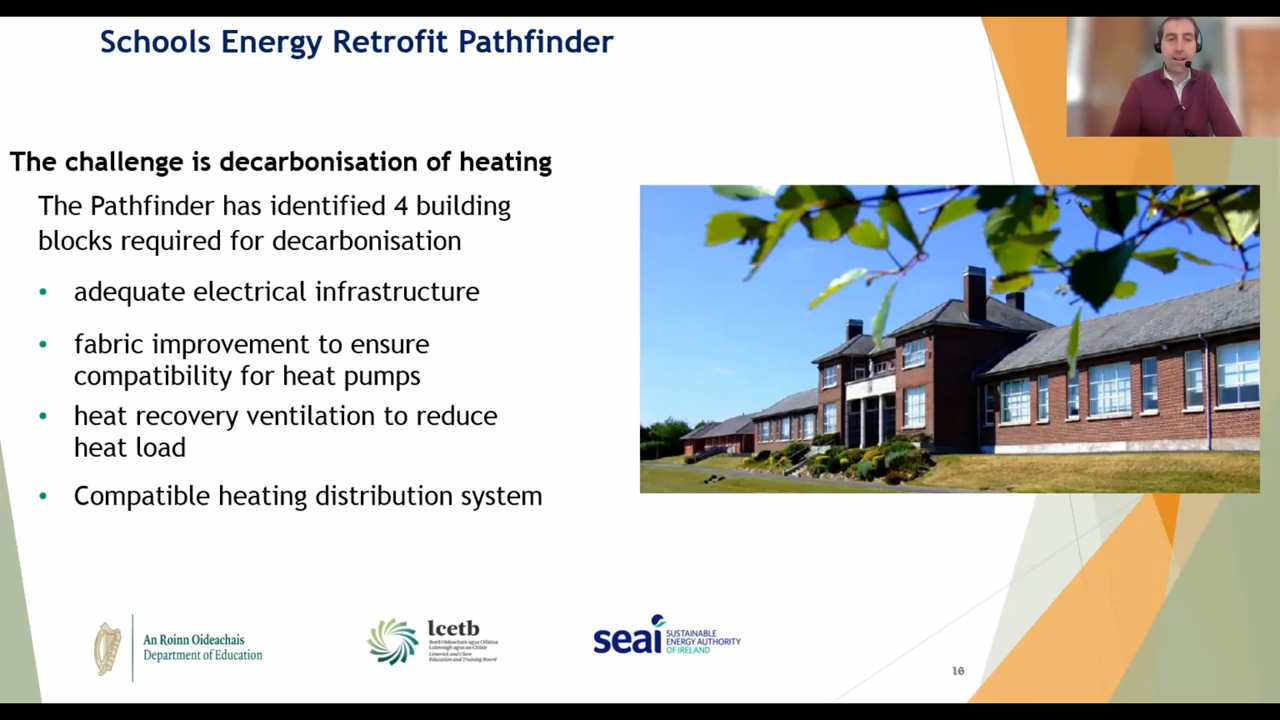 Schools Energy Retrofit Pathfinder
The challenge is decarbonisation of heating
The Pathfinder has identified 4 building
blocks required for decarbonisation
• adequate electrical infrastructure
• fabric improvement to ensure
compatibility for heat pumps
• heat recovery ventilation to reduce
heat load
• Compatible heating distribution system
An Roinn Oideachais
Department of Education
lcetb
Bord Oideachais agus Oiliúna
Luimnigh agus an Chláir
Limerick and Clare
Education and Training Board
seai
SUSTAINABLE
ENERGY AUTHORITY
OF IRELAND
16